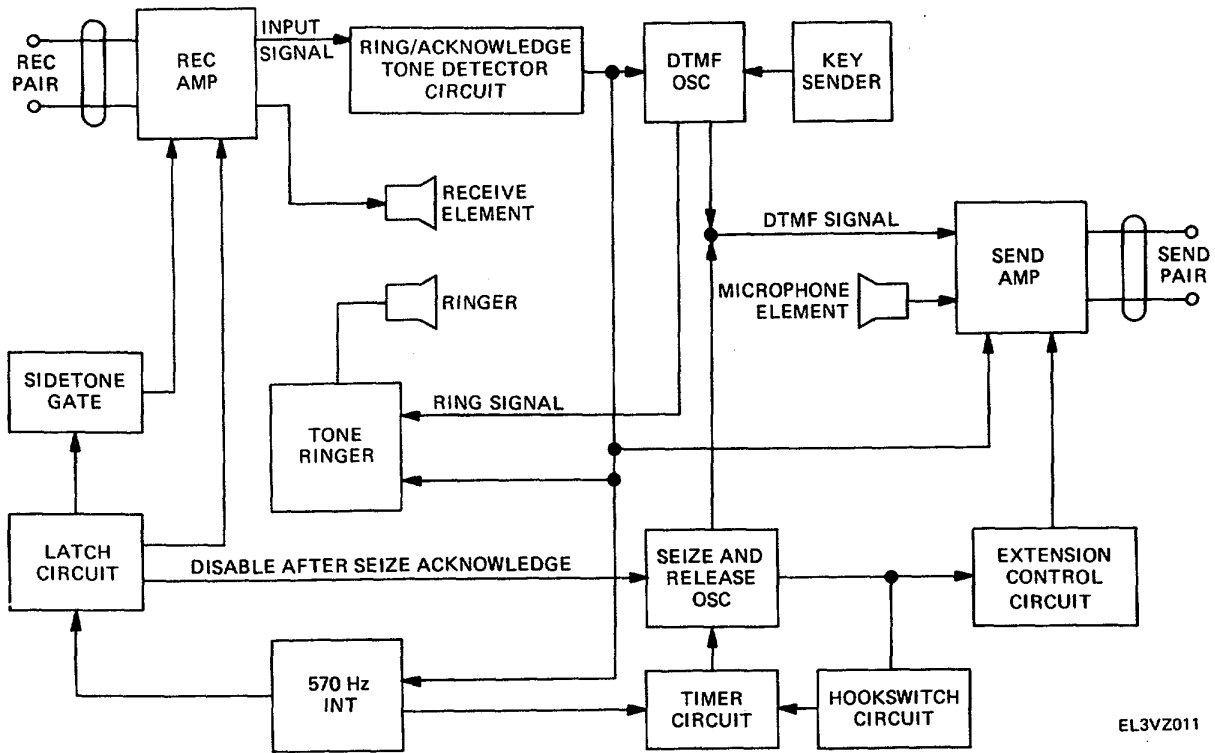 REC
PAIR
REC
AMP
INPUT
SIGNAL
RING/ACKNOWLEDGE
TONE DETECTOR
CIRCUIT
DTMF
OSC
KEY
SENDER
RECEIVE
ELEMENT
RINGER
DTMF SIGNAL
MICROPHONE
ELEMENT
SEND
AMP
SEND
PAIR
SIDETONE
GATE
TONE
RINGER
RING SIGNAL
LATCH
CIRCUIT
DISABLE AFTER SEIZE ACKNOWLEDGE
SEIZE AND
RELEASE
OSC
EXTENSION
CONTROL
CIRCUIT
570 Hz
INT
TIMER
CIRCUIT
HOOKSWITCH
CIRCUIT
EL3VZ011